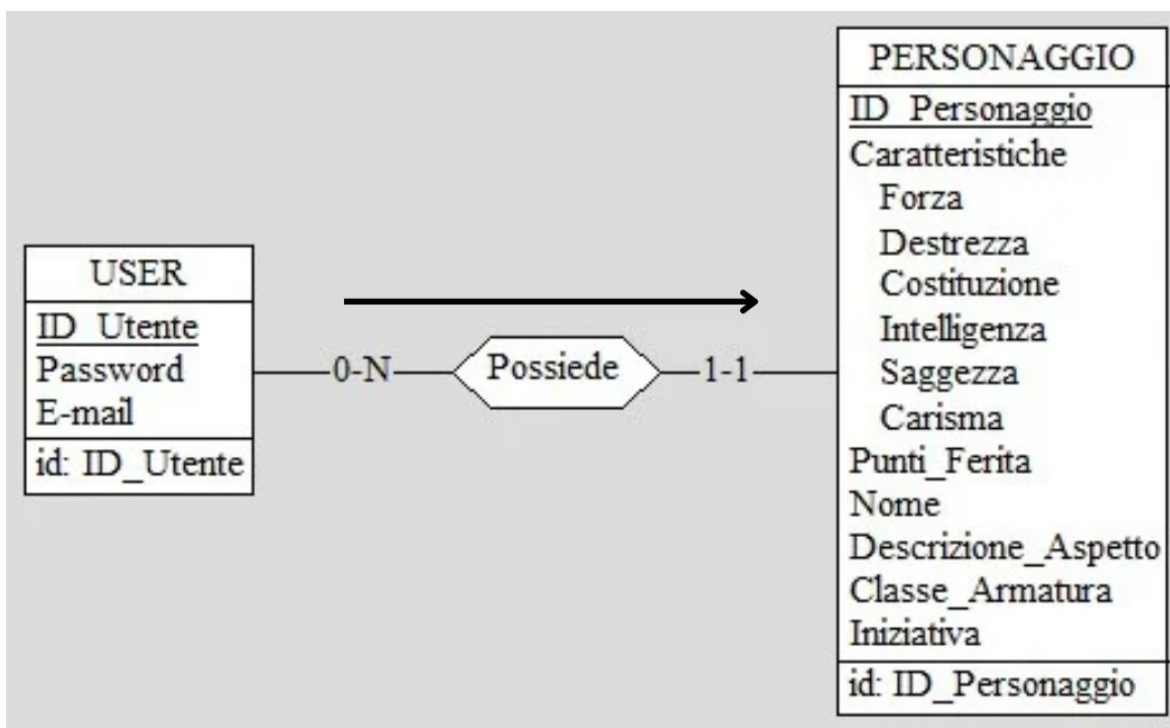 USER
ID_Utente
Password
E-mail
id: ID_Utente
0-N
Possiede
1-1
PERSONAGGIO
ID_Personaggio
Caratteristiche
Forza
Destrezza
Costituzione
Intelligenza
Saggezza
Carisma
Punti_Ferita
Nome
Descrizione_Aspetto
Classe_Armatura
Iniziativa
id: ID_Personaggio